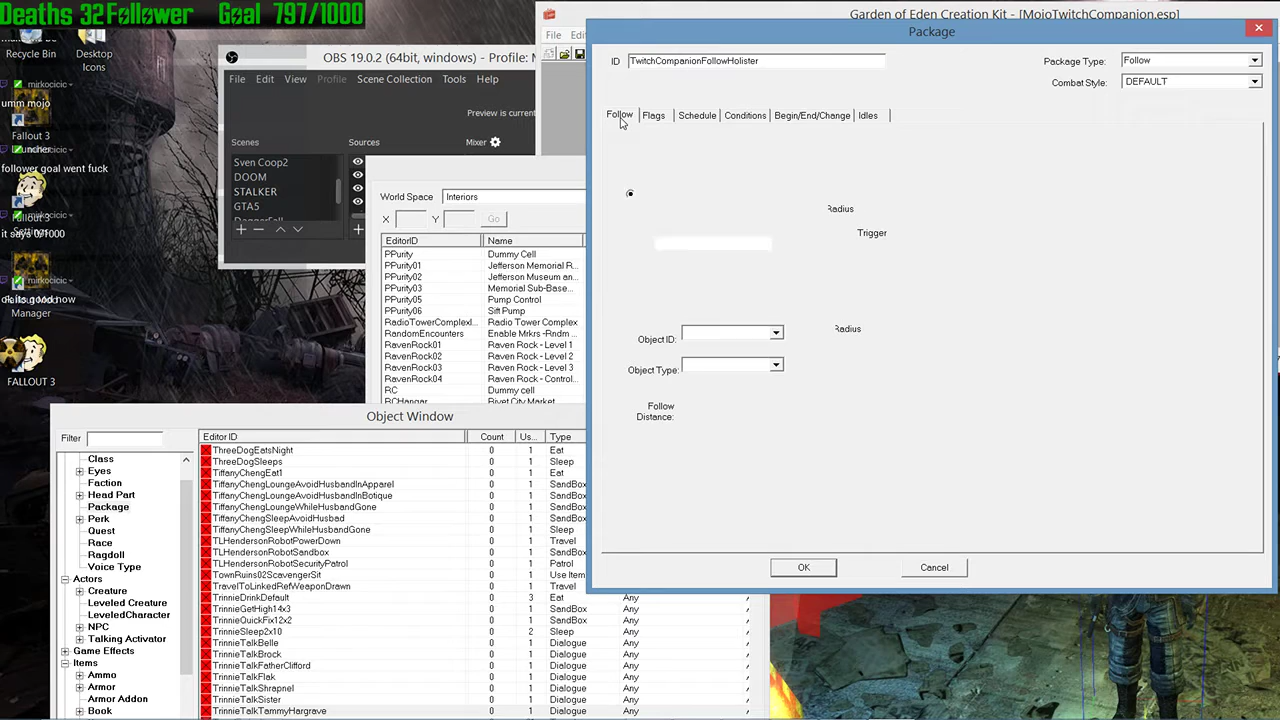 Deaths 32 Follower Goal 797/1000
Recycle Bin
Desktop
Icons
mirkocicic
umm mojo
Fallout 3
mirkocicic
follower goal went fuck
mirkocicic
it says 0/1000
mirkocicic
ok its good now
Manager
FALLOUT 3
OBS 19.0.2 (64bit, windows) - Profile:
File Edit View Profile Scene Collection Tools Help
Preview is current
Scenes
Sources
Mixer
Sven Coop2
DOOM
STALKER
GTA5
Garden of Eden Creation Kit - [MojoTwitchCompanion.esp]
File
World Space
Interiors
X
Y
Go
EditorID
Name
PPurity Dummy Cell
PPurity01 Jefferson Memorial R...
PPurity02 Jefferson Museum an...
PPurity03 Memorial Sub-Base...
PPurity05 Pump Control
PPurity06 Sift Pump
RadioTowerComplexI... Radio Tower Complex
RandomEncounters Enable Mrkrs -Rndm
RavenRock01 Raven Rock - Level 1
RavenRock02 Raven Rock - Level 2
RavenRock03 Raven Rock - Level 3
RavenRock04 Raven Rock - Control...
RC Dummy cell
RCHangar Rivet City Market
Package
ID
TwitchCompanionFollowHolister
Package Type:
Follow
Combat Style:
DEFAULT
Follow Flags Schedule Conditions Begin/End/Change Idles
Radius
Trigger
Object ID:
Radius
Object Type:
Follow
Distance:
OK
Cancel
Object Window
Filter
Class
Eyes
Faction
Head Part
Package
Perk
Quest
Race
Ragdoll
Voice Type
Actors
Creature
Leveled Creature
LeveledCharacter
NPC
Talking Activator
Game Effects
Items
Ammo
Armor
Armor Addon
Book
Editor ID Count Us... Type
ThreeDogEatsNight 0 1 Eat
ThreeDogSleeps 0 1 Sleep
TiffanyChengEat1 0 1 Eat
TiffanyChengLoungeAvoidHusbandInApparel 0 1 SandBox
TiffanyChengLoungeAvoidHusbandInBotique 0 1 SandBox
TiffanyChengLoungeWhileHusbandGone 0 1 SandBox
TiffanyChengSleepAvoidHusbad 0 1 SandBox
TiffanyChengSleepWhileHusbandGone 0 1 Sleep
TLHendersonRobotPowerDown 0 1 Travel
TLHendersonRobotSandbox 0 1 SandBox
TLHendersonRobotSecurityPatrol 0 1 Patrol
TownRuins02ScavengerSit 0 1 Use Item
TravelToLinkedRefWeaponDrawn 0 1 Travel
TrinnieDrinkDefault 0 3 Eat Any
TrinnieGetHigh14x3 0 1 SandBox Any
TrinnieQuickFix12x2 0 1 SandBox Any
TrinnieSleep2x10 0 2 Sleep Any
TrinnieTalkBelle 0 1 Dialogue Any
TrinnieTalkBrock 0 1 Dialogue Any
TrinnieTalkFatherClifford 0 1 Dialogue Any
TrinnieTalkFlak 0 1 Dialogue Any
TrinnieTalkShrapnel 0 1 Dialogue Any
TrinnieTalkSister 0 1 Dialogue Any
TrinnieTalkTammyHargrave 0 1 Dialogue Any